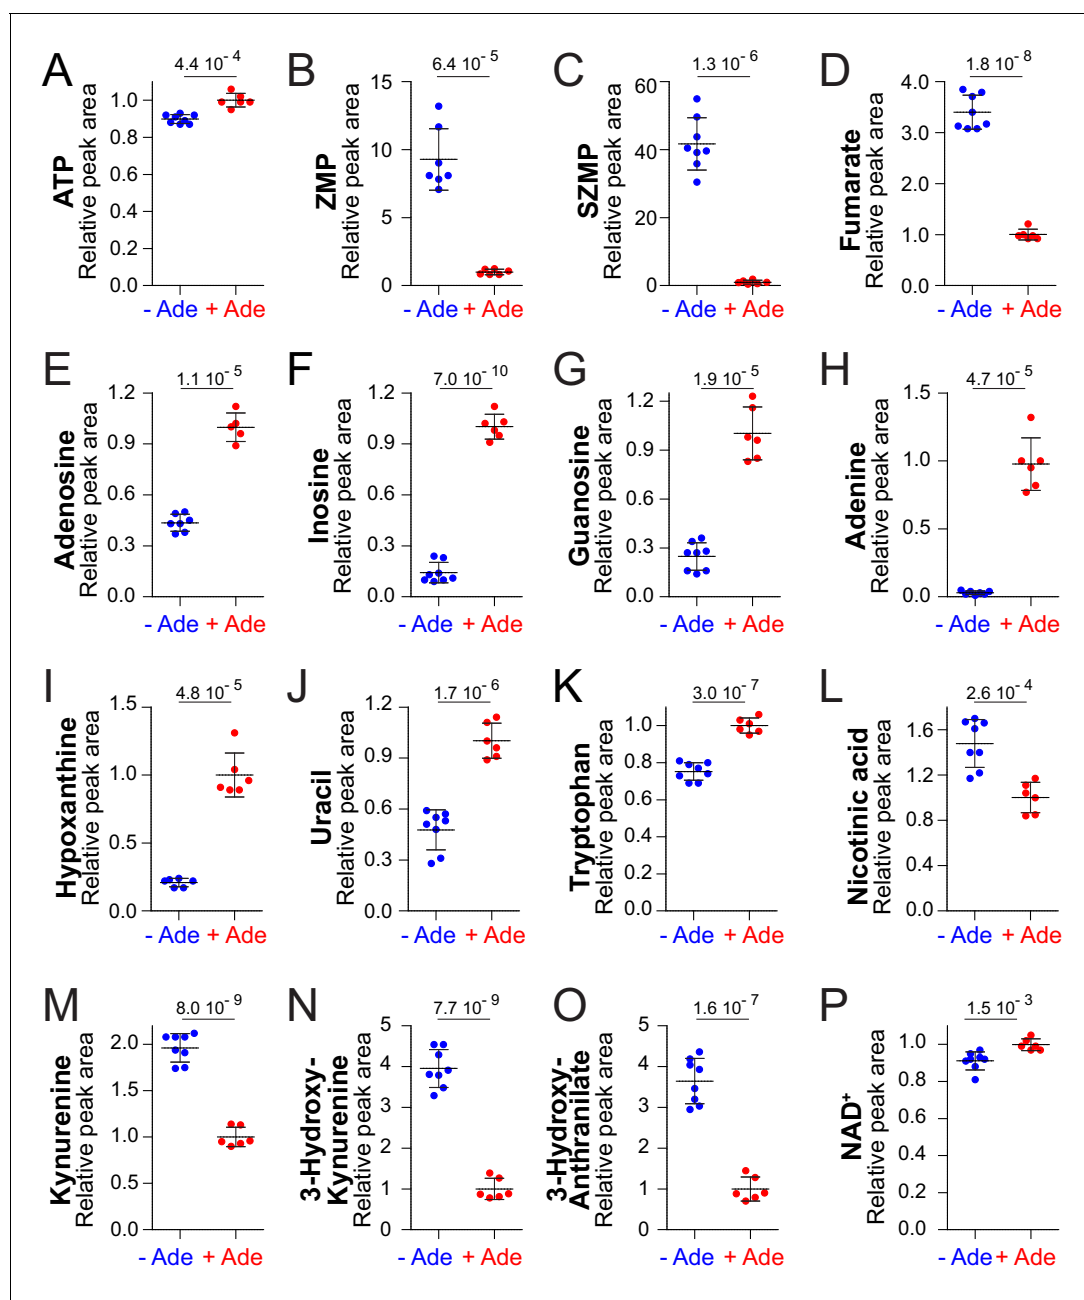 A
4.4 10⁻⁴
ATP
Relative peak area
1.0
0.8
0.6
0.4
0.2
0.0
- Ade + Ade
B
6.4 10⁻⁵
ZMP
Relative peak area
15
10
5
0
- Ade + Ade
C
1.3 10⁻⁶
SZMP
Relative peak area
60
40
20
0
- Ade + Ade
D
1.8 10⁻⁸
Fumarate
Relative peak area
4.0
3.0
2.0
1.0
0.0
- Ade + Ade
E
1.1 10⁻⁵
Adenosine
Relative peak area
1.2
0.9
0.6
0.3
0.0
- Ade + Ade
F
7.0 10⁻¹⁰
Inosine
Relative peak area
1.2
0.9
0.6
0.3
0.0
- Ade + Ade
G
1.9 10⁻⁵
Guanosine
Relative peak area
1.2
0.9
0.6
0.3
0.0
- Ade + Ade
H
4.7 10⁻⁵
Adenine
Relative peak area
1.5
1.0
0.5
0.0
- Ade + Ade
I
4.8 10⁻⁵
Hypoxanthine
Relative peak area
1.5
1.0
0.5
0.0
- Ade + Ade
J
1.7 10⁻⁶
Uracil
Relative peak area
1.2
0.9
0.6
0.3
0.0
- Ade + Ade
K
3.0 10⁻⁷
Tryptophan
Relative peak area
1.0
0.8
0.6
0.4
0.2
0.0
- Ade + Ade
L
2.6 10⁻⁴
Nicotinic acid
Relative peak area
1.6
1.2
0.8
0.4
0.0
- Ade + Ade
M
8.0 10⁻⁹
Kynurenine
Relative peak area
2.0
1.5
1.0
0.5
0.0
- Ade + Ade
N
7.7 10⁻⁹
3-Hydroxy-
Kynurenine
Relative peak area
5
4
3
2
1
0
- Ade + Ade
O
1.6 10⁻⁷
3-Hydroxy-
Anthranilate
Relative peak area
5
4
3
2
1
0
- Ade + Ade
P
1.5 10⁻³
NAD⁺
Relative peak area
1.0
0.8
0.6
0.4
0.2
0.0
- Ade + Ade